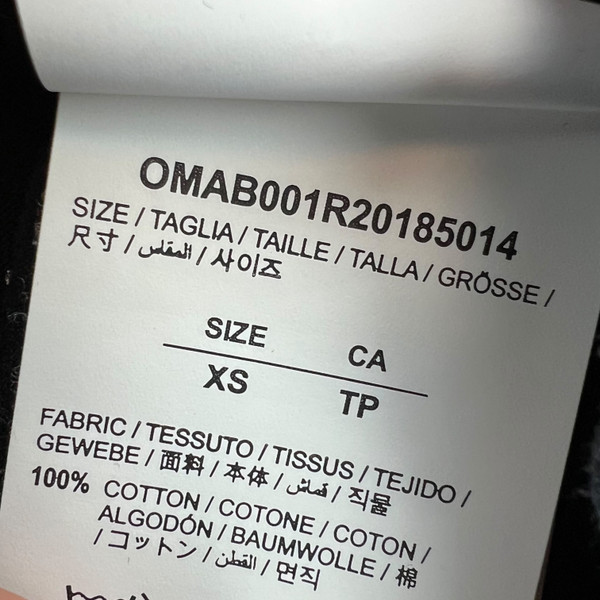 OMAB001R20185014
SIZE / TAGLIA / TAILLE / TALLA / GRÖSSE /
尺寸 / المقاس / 사이즈
SIZE CA
XS TP
FABRIC / TESSUTO / TISSUS / TEJIDO /
GEWEBE / 面料 / 本体 / قماش / 직물
100% COTTON / COTONE / COTON /
ALGODÓN / BAUMWOLLE / 棉
/ コットン / القطن / 면직